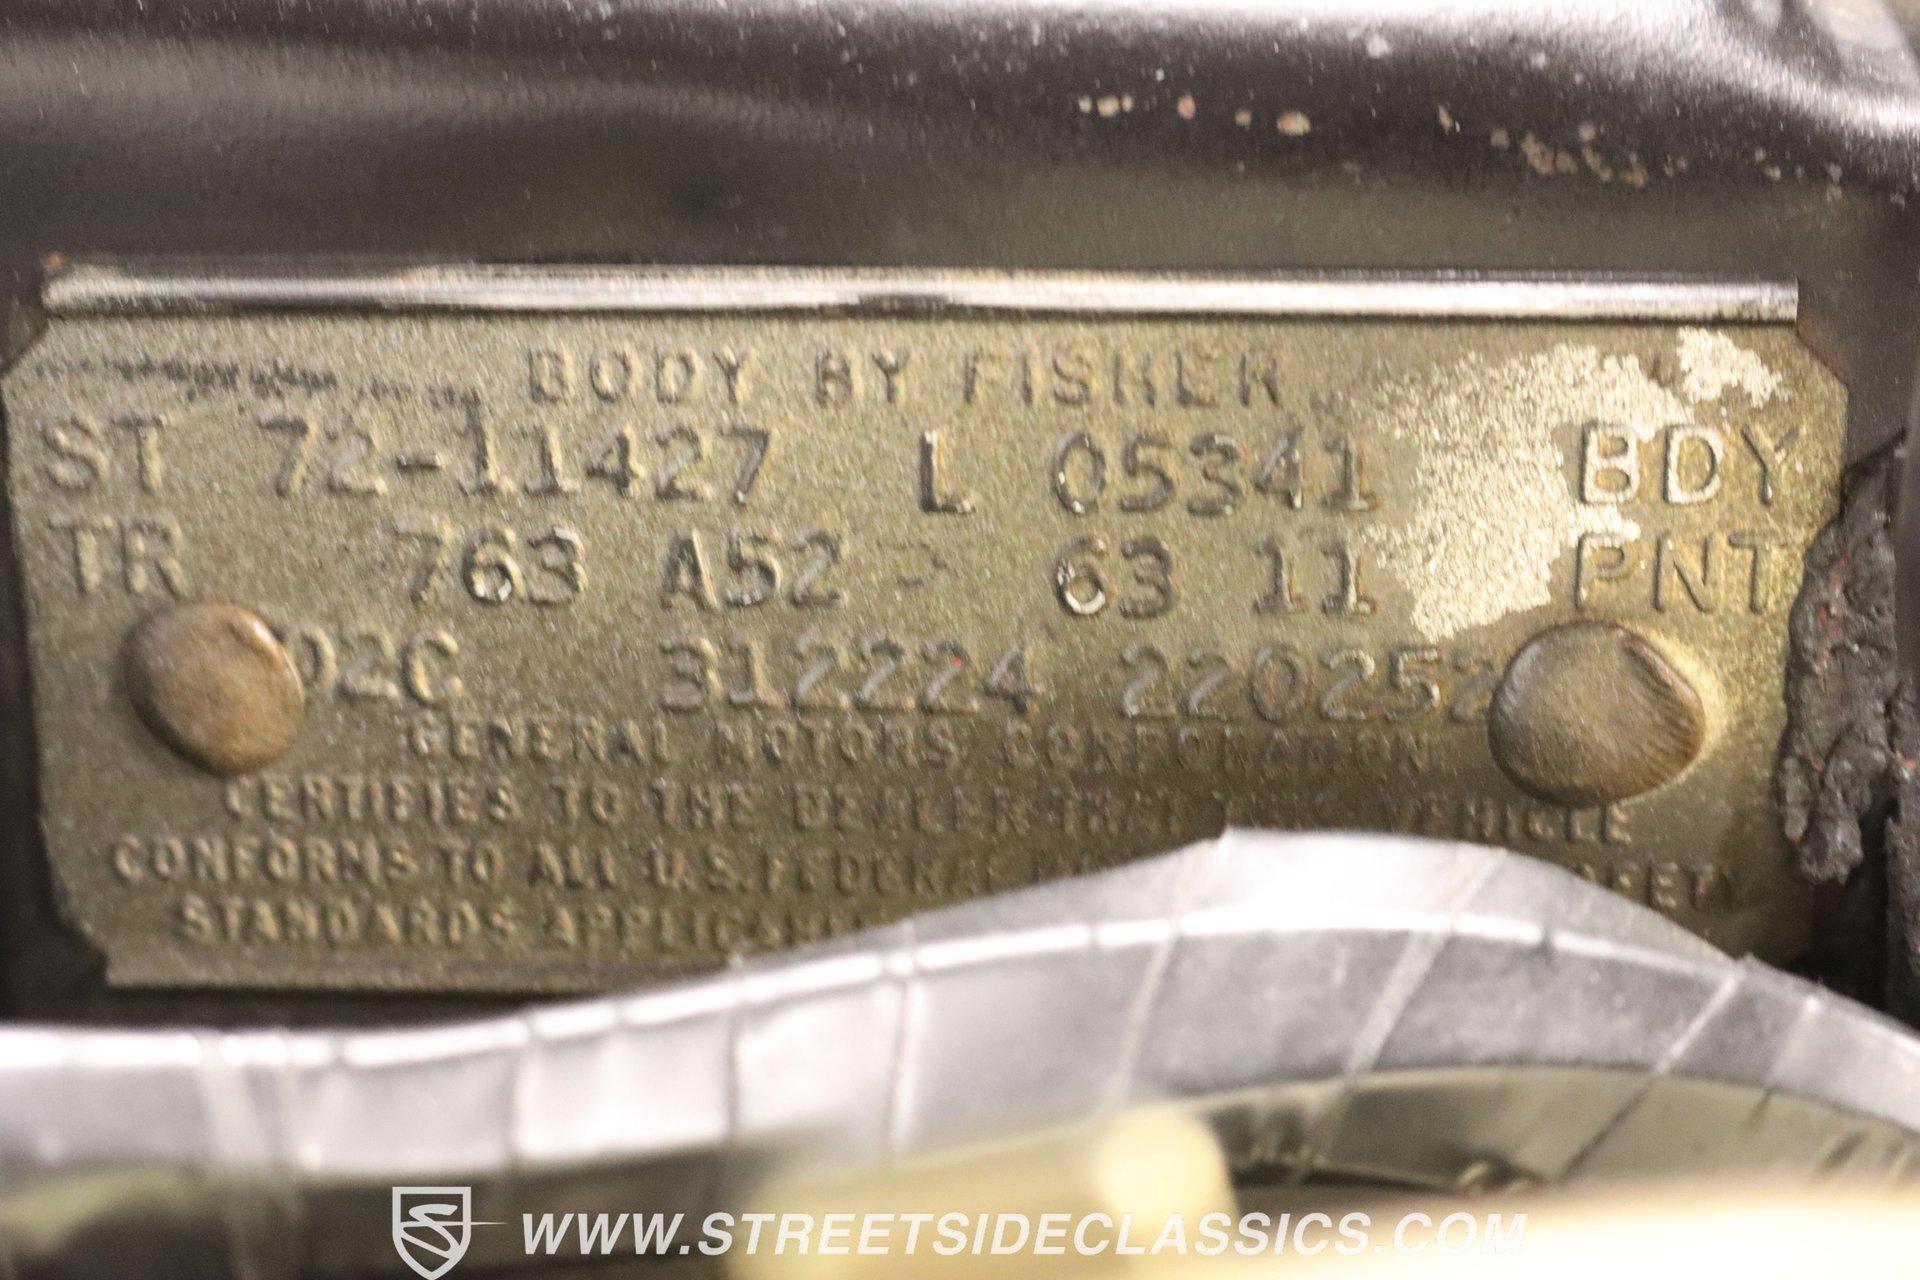 BODY BY FISHER
ST 72-11427 L 05341 BDY
TR 763 A52 - 63 11 PNT
02C 312224 220252
GENERAL MOTORS CORPORATION
CERTIFIES TO THE DEALER THAT THIS VEHICLE
CONFORMS TO ALL U.S. FEDERAL
STANDARDS
WWW.STREETSIDECLASSICS.COM